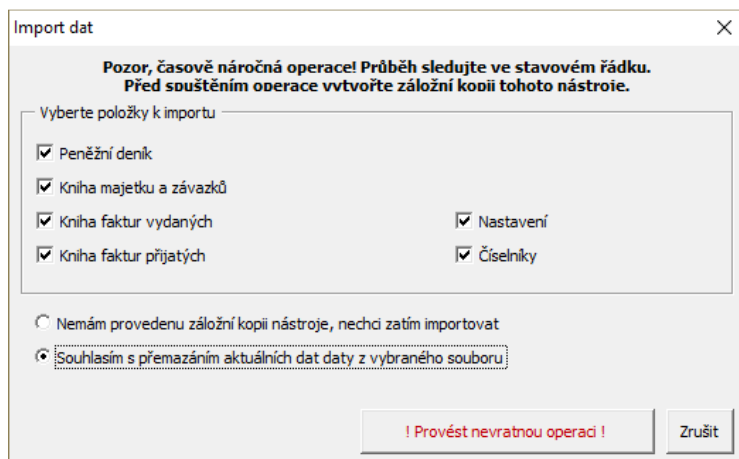 Import dat
Pozor, časově náročná operace! Průběh sledujte ve stavovém řádku.
Před spuštěním operace vytvořte záložní kopii tohoto nástroje.
Vyberte položky k importu
Peněžní deník
Kniha majetku a závazků
Kniha faktur vydaných
Nastavení
Kniha faktur přijatých
Číselníky
Nemám provedenu záložní kopii nástroje, nechci zatím importovat
Souhlasím s přemazáním aktuálních dat daty z vybraného souboru
! Provést nevratnou operaci !
Zrušit